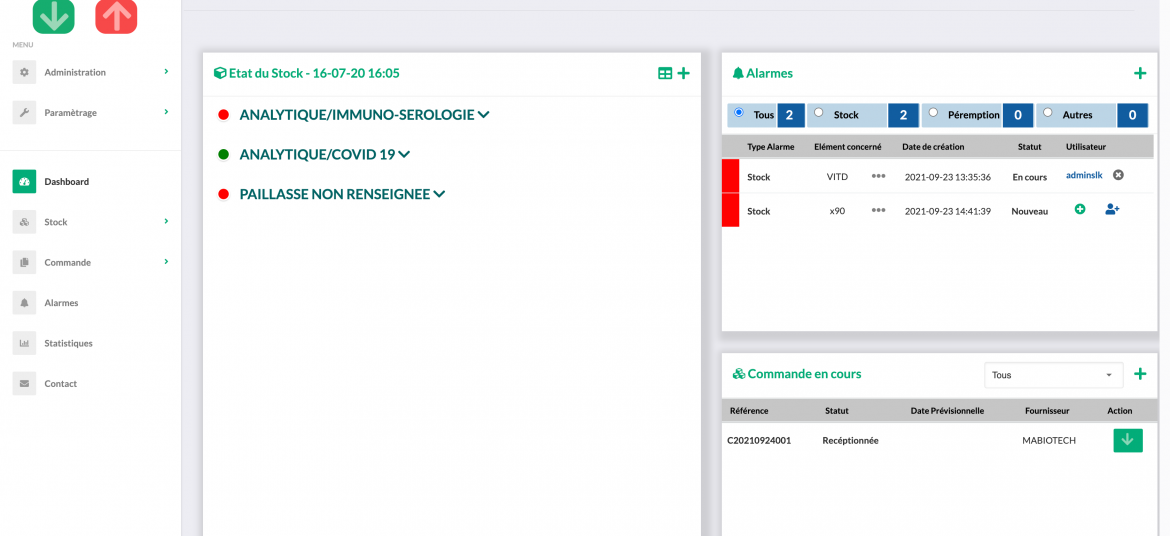 MENU
Administration
Paramètrage
Dashboard
Stock
Commande
Alarmes
Statistiques
Contact
Etat du Stock - 16-07-20 16:05
ANALYTIQUE/IMMUNO-SEROLOGIE
ANALYTIQUE/COVID 19
PAILLASSE NON RENSEIGNEE
Alarmes
Tous 2 Stock 2 Péremption 0 Autres 0
Type Alarme Elément concerné Date de création Statut Utilisateur
Stock VITD 2021-09-23 13:35:36 En cours adminslk
Stock x90 2021-09-23 14:41:39 Nouveau
Commande en cours Tous
Référence Statut Date Prévisionnelle Fournisseur Action
C20210924001 Recéptionnée MABIOTECH